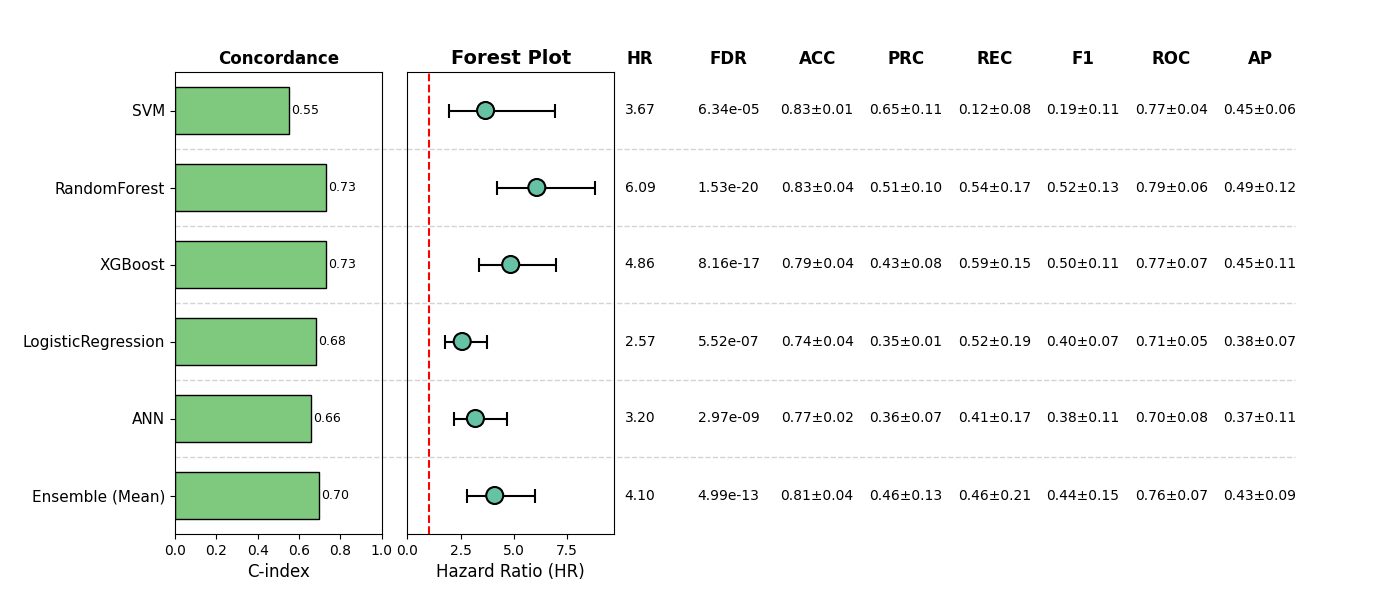 Concordance Forest Plot HR FDR ACC PRC REC F1 ROC AP
SVM 0.55 3.67 6.34e-05 0.83±0.01 0.65±0.11 0.12±0.08 0.19±0.11 0.77±0.04 0.45±0.06
RandomForest 0.73 6.09 1.53e-20 0.83±0.04 0.51±0.10 0.54±0.17 0.52±0.13 0.79±0.06 0.49±0.12
XGBoost 0.73 4.86 8.16e-17 0.79±0.04 0.43±0.08 0.59±0.15 0.50±0.11 0.77±0.07 0.45±0.11
LogisticRegression 0.68 2.57 5.52e-07 0.74±0.04 0.35±0.01 0.52±0.19 0.40±0.07 0.71±0.05 0.38±0.07
ANN 0.66 3.20 2.97e-09 0.77±0.02 0.36±0.07 0.41±0.17 0.38±0.11 0.70±0.08 0.37±0.11
Ensemble (Mean) 0.70 4.10 4.99e-13 0.81±0.04 0.46±0.13 0.46±0.21 0.44±0.15 0.76±0.07 0.43±0.09
0.0 0.2 0.4 0.6 0.8 1.0 0.0 2.5 5.0 7.5
C-index Hazard Ratio (HR)